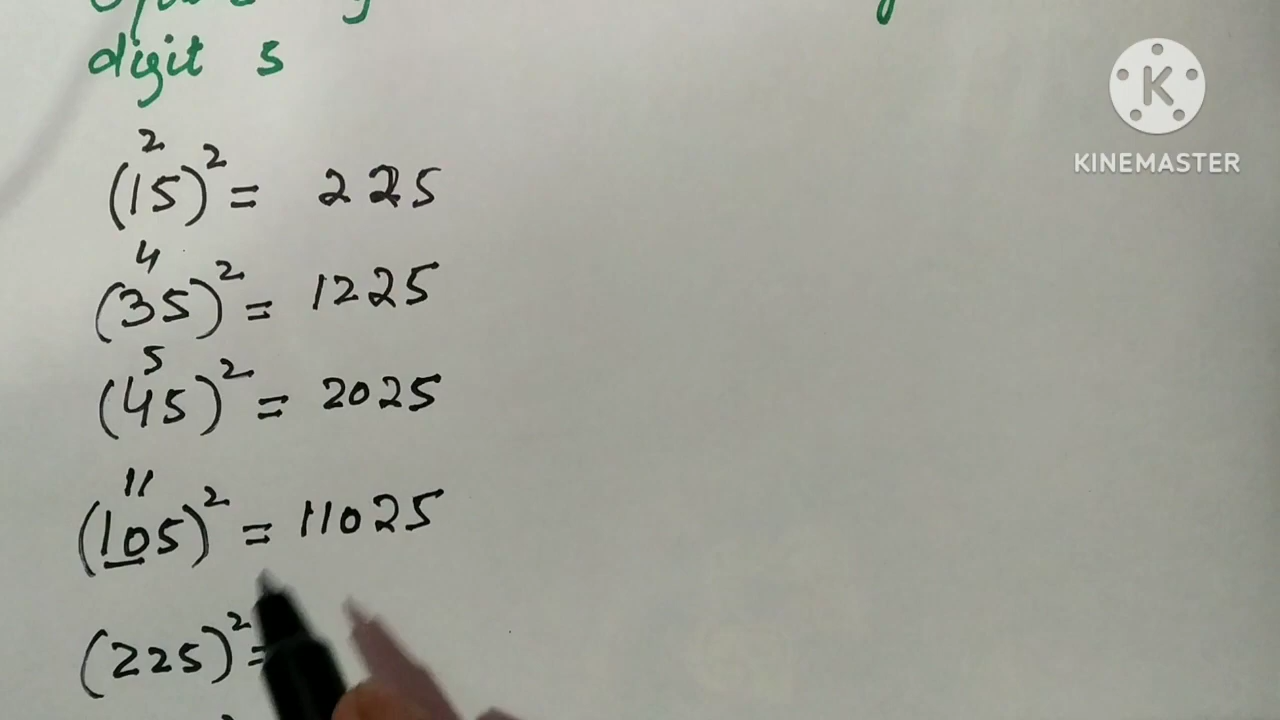 digit 5
2
(15)² = 225
4
(35)² = 1225
5
(45)² = 2025
11
(105)² = 11025
(225)² =
KINEMASTER